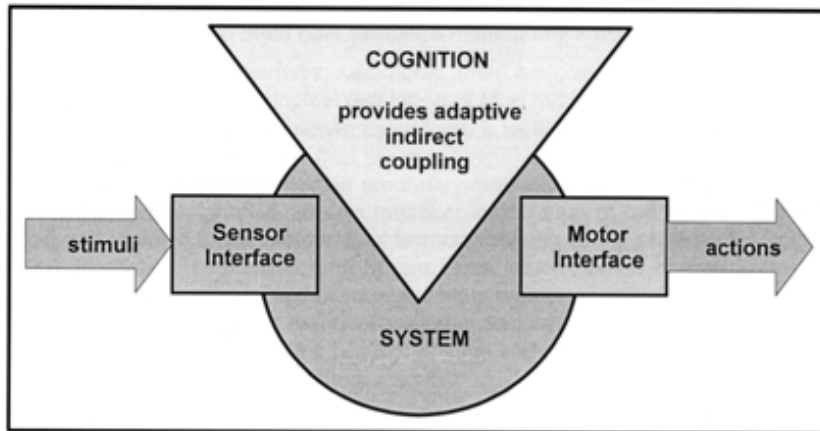 COGNITION
provides adaptive
indirect
coupling
stimuli
Sensor
Interface
Motor
Interface
actions
SYSTEM